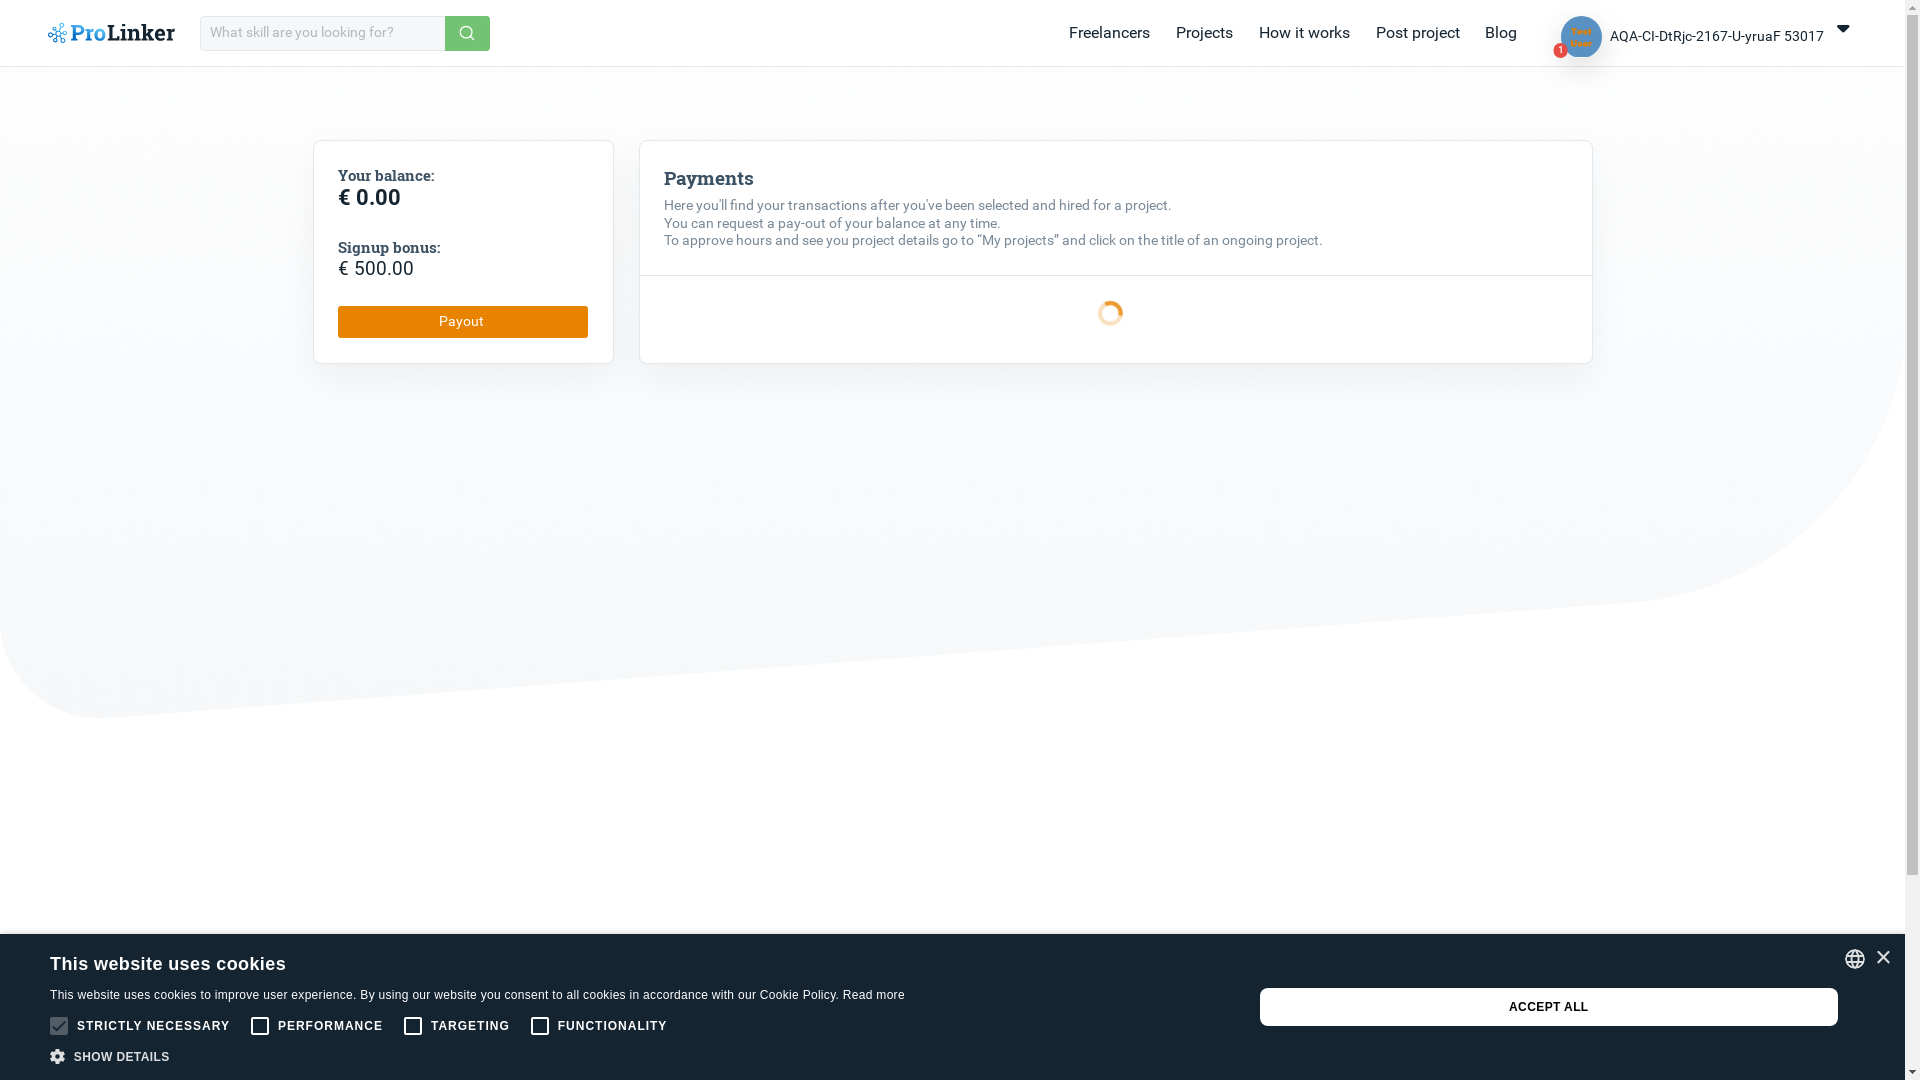 ProLinker
What skill are you looking for?
Freelancers
Projects
How it works
Post project
Blog
Test
User
1
AQA-CI-DtRjc-2167-U-yruaF 53017
Your balance:
€ 0.00
Signup bonus:
€ 500.00
Payout
Payments
Here you'll find your transactions after you've been selected and hired for a project.
You can request a pay-out of your balance at any time.
To approve hours and see you project details go to “My projects” and click on the title of an ongoing project.
This website uses cookies
This website uses cookies to improve user experience. By using our website you consent to all cookies in accordance with our Cookie Policy. Read more
STRICTLY NECESSARY
PERFORMANCE
TARGETING
FUNCTIONALITY
SHOW DETAILS
ACCEPT ALL
×